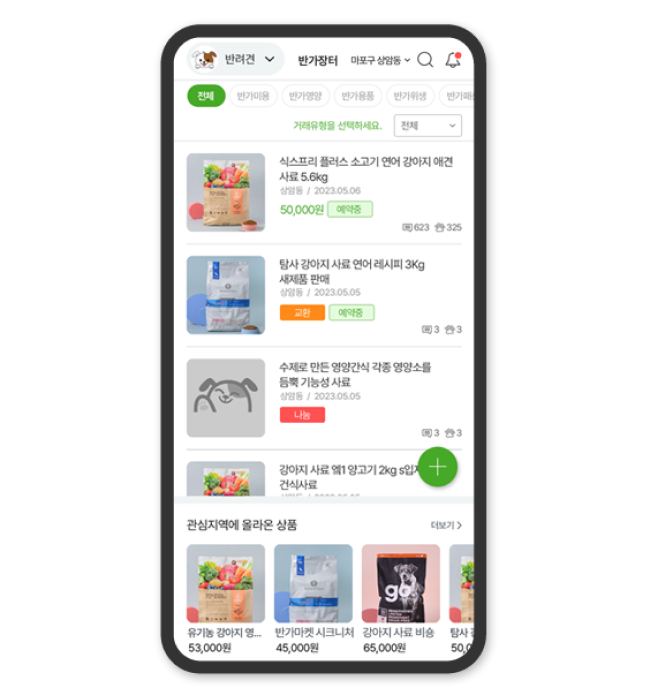 반려견 반가장터 마포구 상암동
전체 반가미용 반가영양 반가용품 반가위생
거래유형을 선택하세요. 전체
식스프리 플러스 소고기 연어 강아지 애견
사료 5.6kg
상암동 / 2023.05.06
50,000원 예약중
623 325
탐사 강아지 사료 연어 레시피 3Kg
새제품 판매
상암동 / 2023.05.05
교환 예약중
3 3
수제로 만든 영양간식 각종 영양소를
듬뿍 기능성 사료
상암동 / 2023.05.05
나눔
3 3
강아지 사료 엠1 양고기 2kg s입자
건식사료
관심지역에 올라온 상품 더보기
go!
유기농 강아지 영... 반가마켓 시크니처 강아지 사료 비숑 탐사
53,000원 45,000원 65,000원 50,0